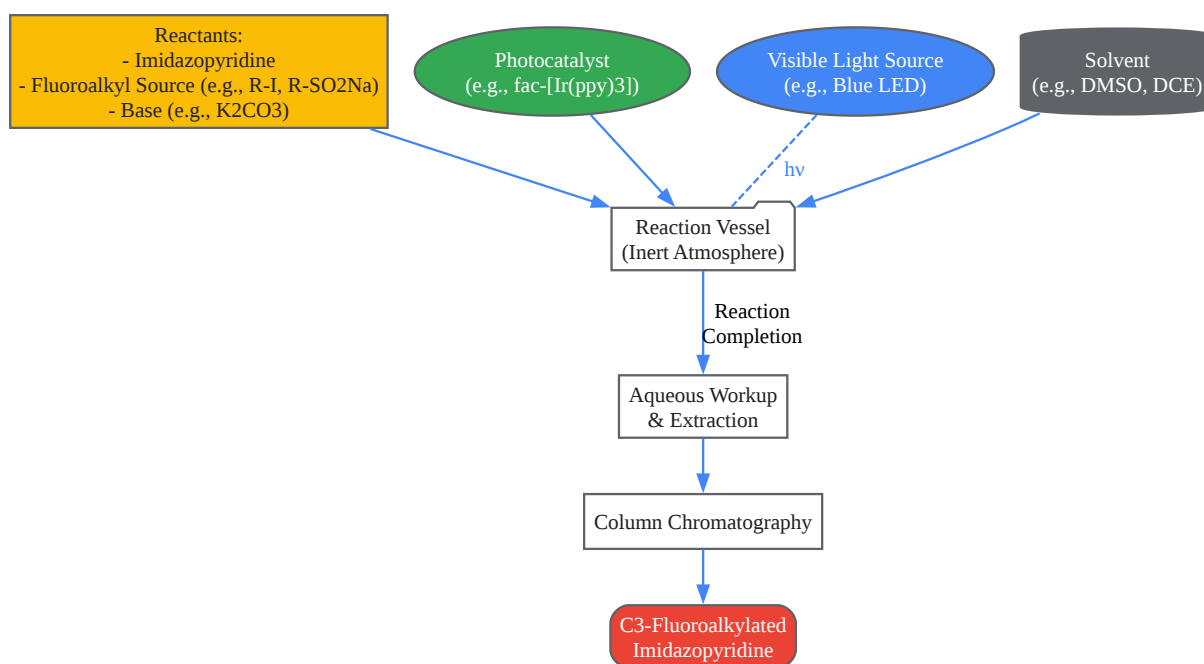 Reactants:
- Imidazopyridine
- Fluoroalkyl Source (e.g., R-I, R-SO2Na)
- Base (e.g., K2CO3)
Photocatalyst
(e.g., fac-[Ir(ppy)3])
Visible Light Source
(e.g., Blue LED)
Solvent
(e.g., DMSO, DCE)
hν
Reaction Vessel
(Inert Atmosphere)
Reaction
Completion
Aqueous Workup
& Extraction
Column Chromatography
C3-Fluoroalkylated
Imidazopyridine